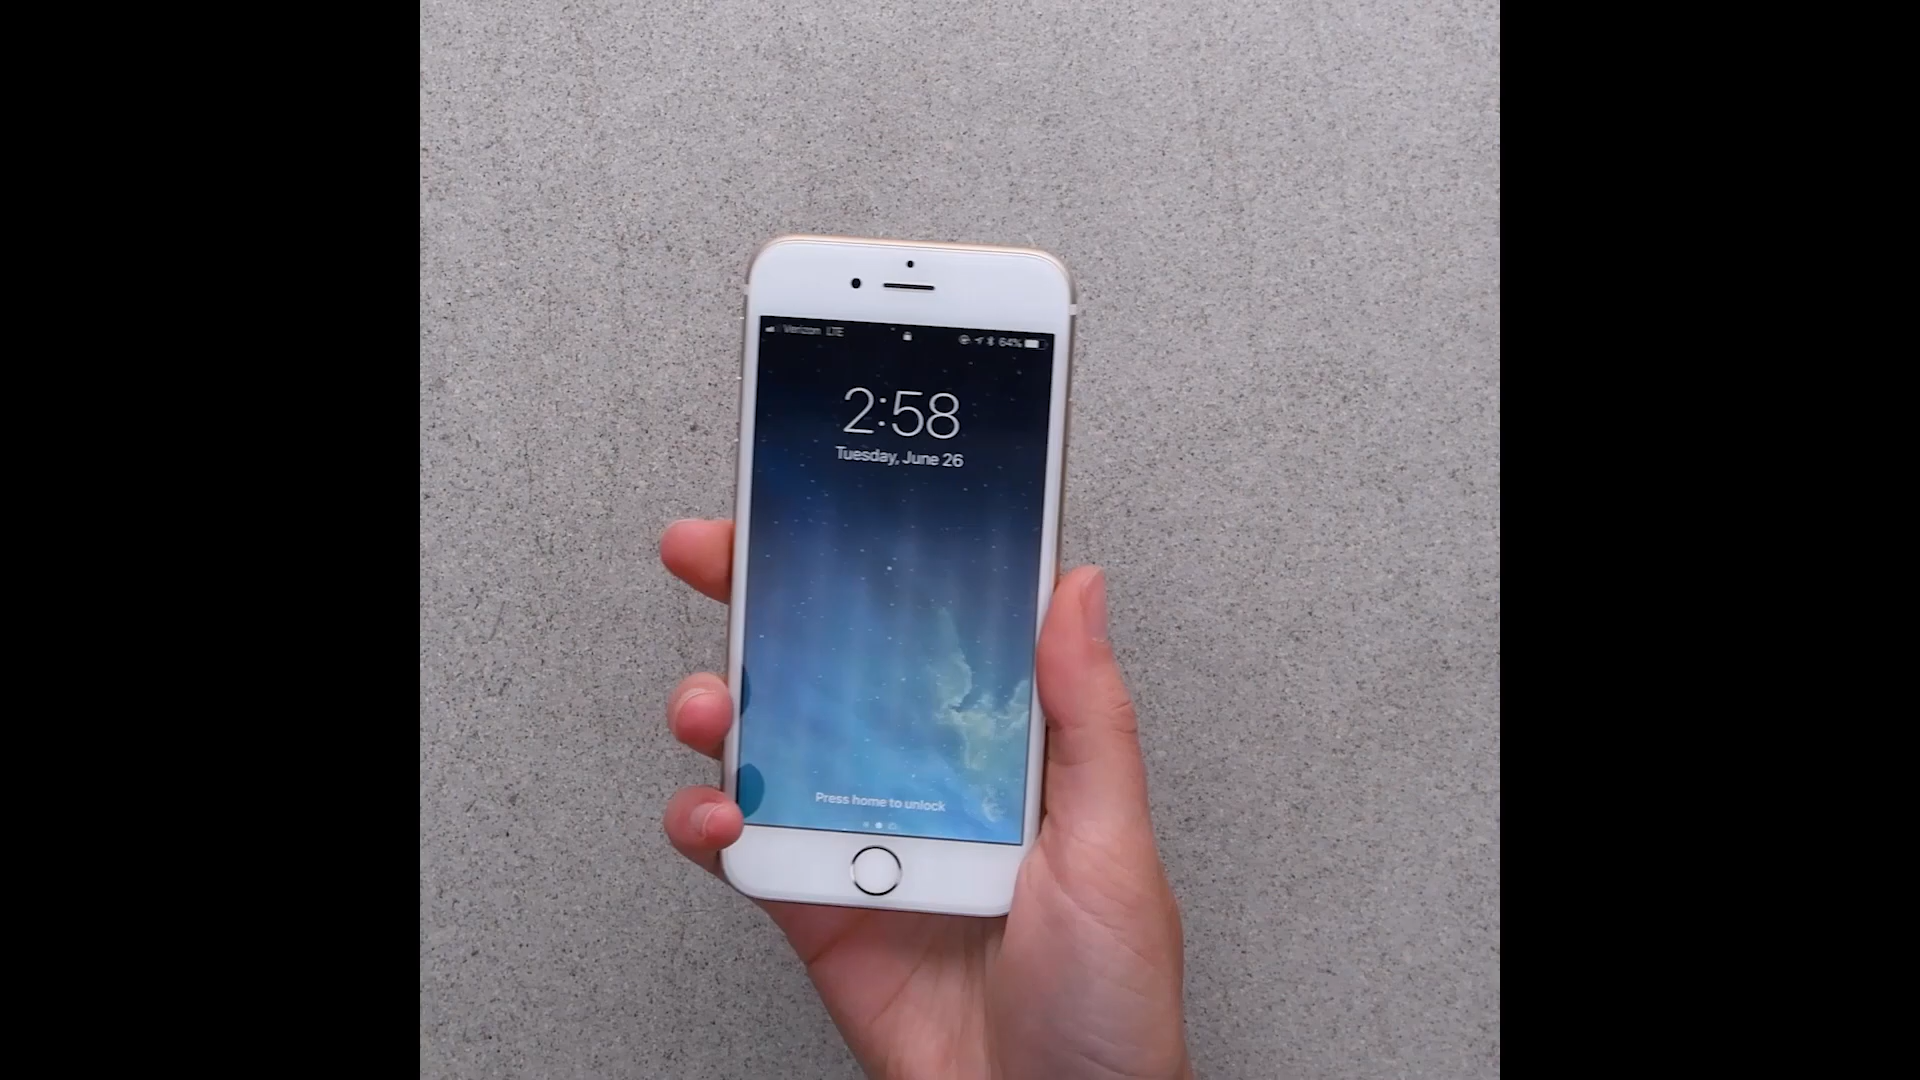 Verizon LTE
64%
2:58
Tuesday, June 26
Press home to unlock